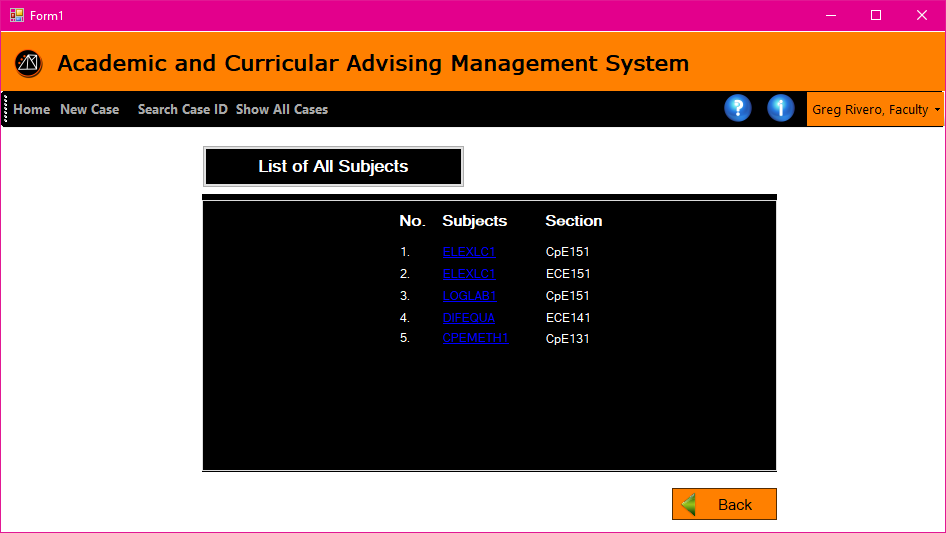 Form1
Academic and Curricular Advising Management System
Home New Case Search Case ID Show All Cases ? i Greg Rivero, Faculty
List of All Subjects
No. Subjects Section
1. ELEXLC1 CpE151
2. ELEXLC1 ECE151
3. LOGLAB1 CpE151
4. DIFEQUA ECE141
5. CPEMETH1 CpE131
Back